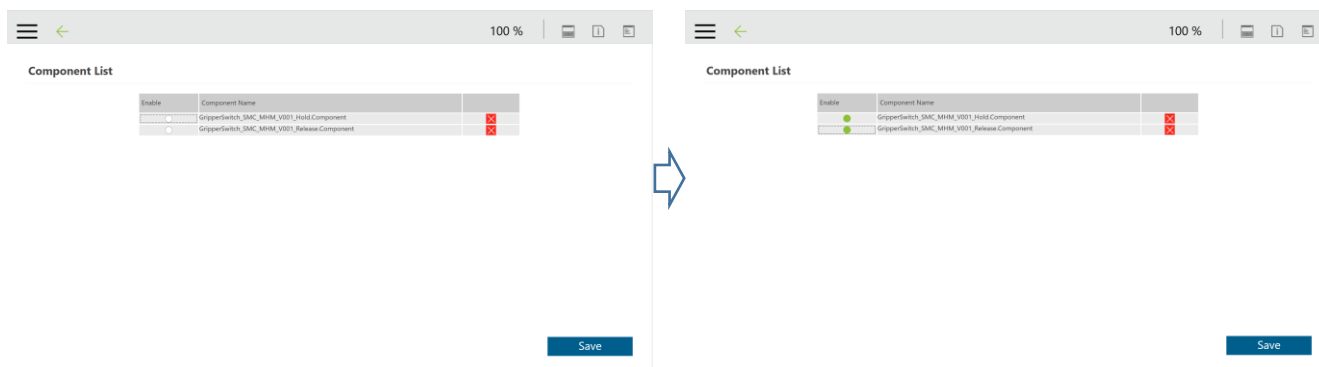 100 %
Component List
Enable Component Name
GripperSwitch_SMC_MHM_V001_Hold.Component
GripperSwitch_SMC_MHM_V001_Release.Component
Save
100 %
Component List
Enable Component Name
GripperSwitch_SMC_MHM_V001_Hold.Component
GripperSwitch_SMC_MHM_V001_Release.Component
Save